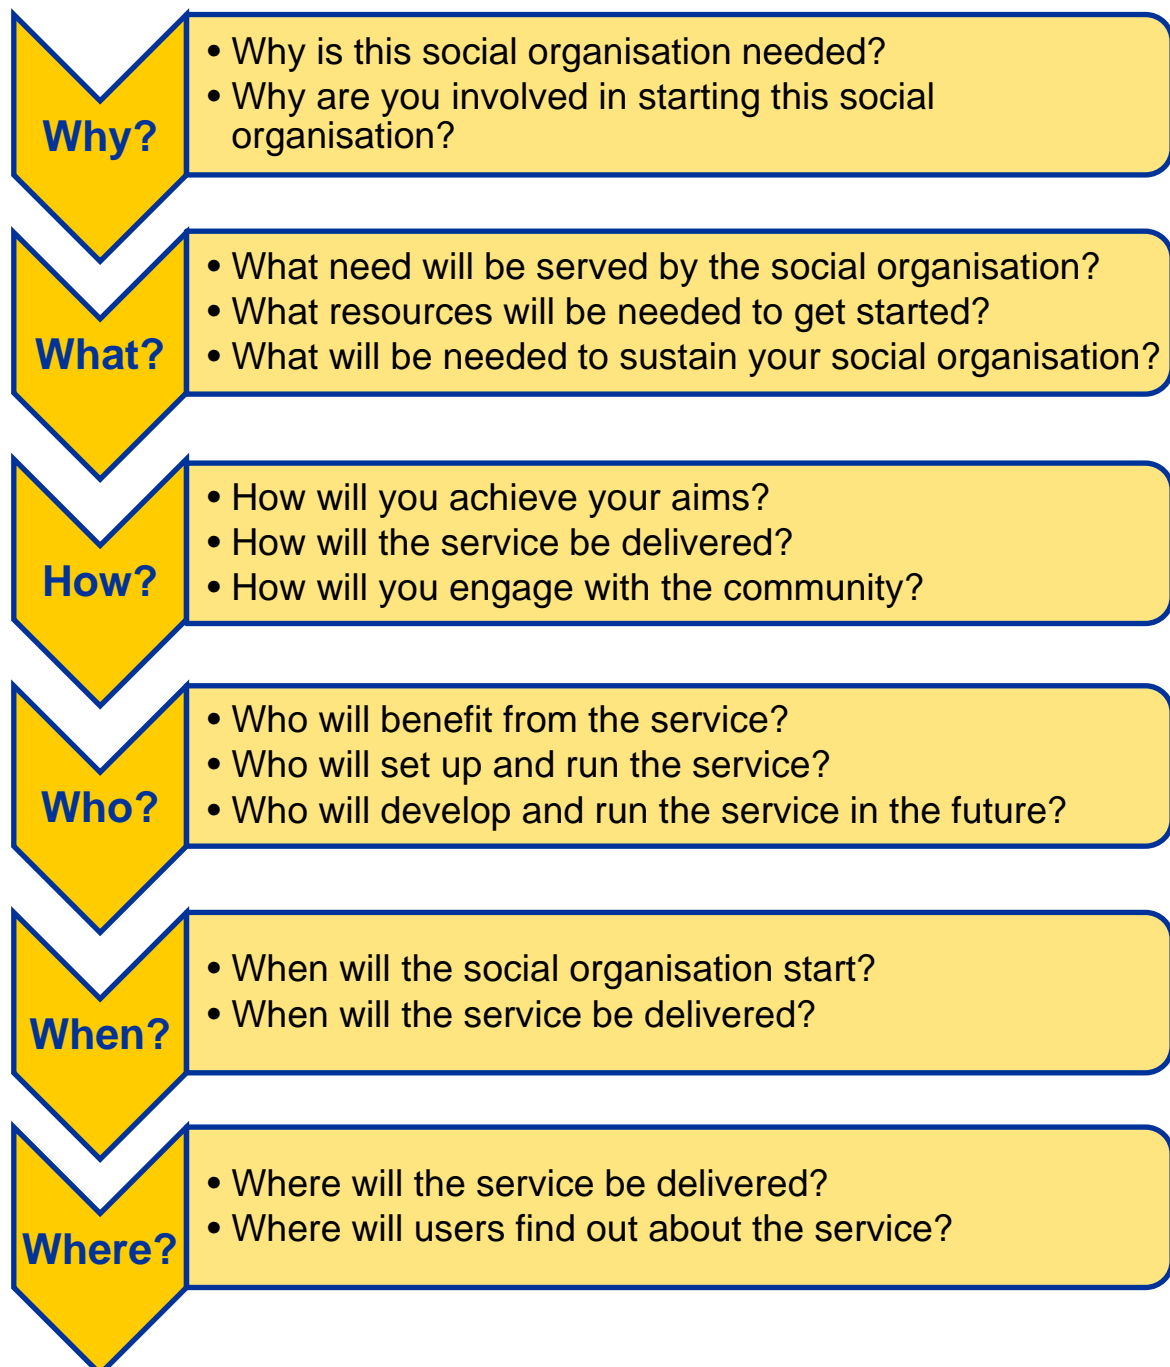 Why?
• Why is this social organisation needed?
• Why are you involved in starting this social
organisation?
What?
• What need will be served by the social organisation?
• What resources will be needed to get started?
• What will be needed to sustain your social organisation?
How?
• How will you achieve your aims?
• How will the service be delivered?
• How will you engage with the community?
Who?
• Who will benefit from the service?
• Who will set up and run the service?
• Who will develop and run the service in the future?
When?
• When will the social organisation start?
• When will the service be delivered?
Where?
• Where will the service be delivered?
• Where will users find out about the service?